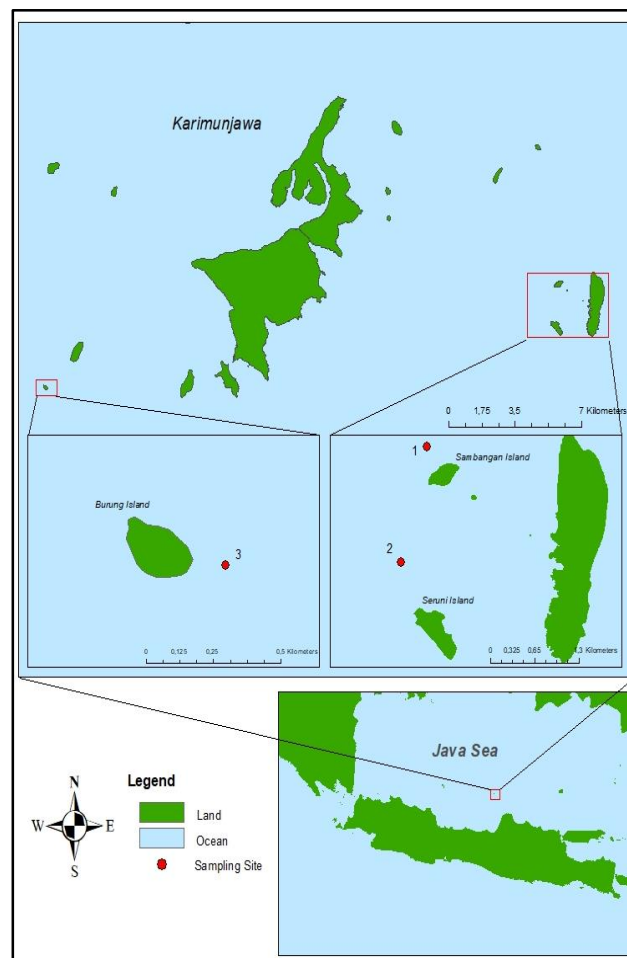 Karimunjawa
0 1,75 3,5 7 Kilometers
1
Sambangan Island
Burung Island
3
2
Seruni Island
0 0,125 0,25 0,5 Kilometers
0 0,325 0,65 1,3 Kilometers
Java Sea
N
W E
S
Legend
Land
Ocean
Sampling Site